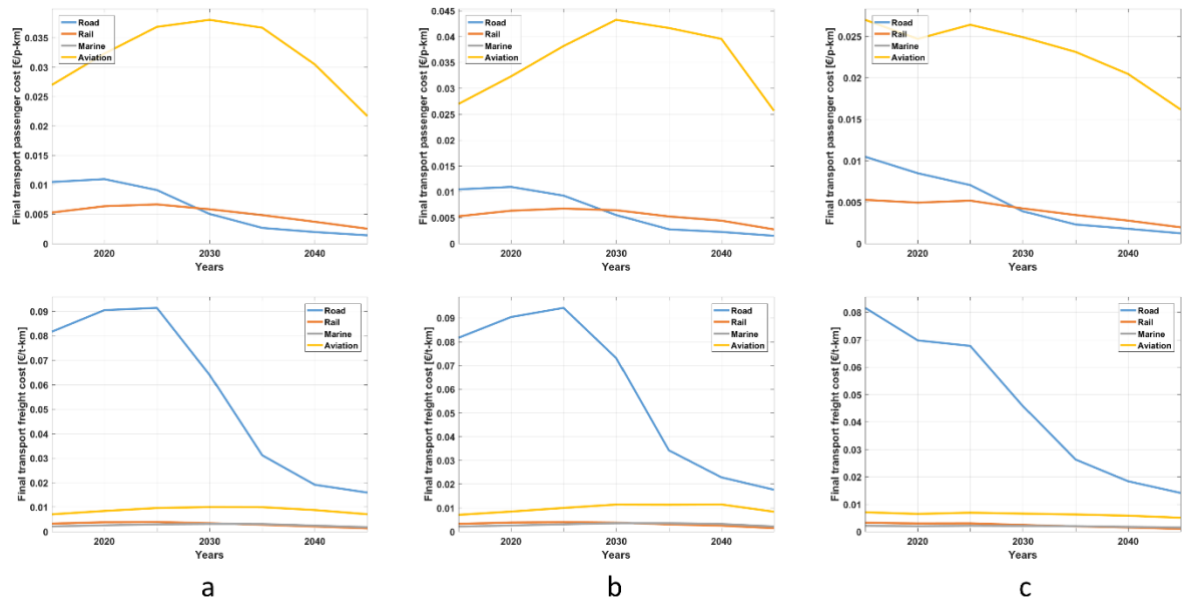 Final transport passenger cost [€/p-km]
0.035
0.03
0.025
0.02
0.015
0.01
0.005
0
Road
Rail
Marine
Aviation
2020
2030
2040
Years
Final transport passenger cost [€/p-km]
0.045
0.04
0.035
0.03
0.025
0.02
0.015
0.01
0.005
0
Road
Rail
Marine
Aviation
2020
2030
2040
Years
Final transport passenger cost [€/p-km]
0.025
0.02
0.015
0.01
0.005
0
Road
Rail
Marine
Aviation
2020
2030
2040
Years
Final transport freight cost [€/t-km]
0.09
0.08
0.07
0.06
0.05
0.04
0.03
0.02
0.01
0
Road
Rail
Marine
Aviation
2020
2030
2040
Years
Final transport freight cost [€/t-km]
0.09
0.08
0.07
0.06
0.05
0.04
0.03
0.02
0.01
0
Road
Rail
Marine
Aviation
2020
2030
2040
Years
Final transport freight cost [€/t-km]
0.08
0.07
0.06
0.05
0.04
0.03
0.02
0.01
0
Road
Rail
Marine
Aviation
2020
2030
2040
Years
a
b
c